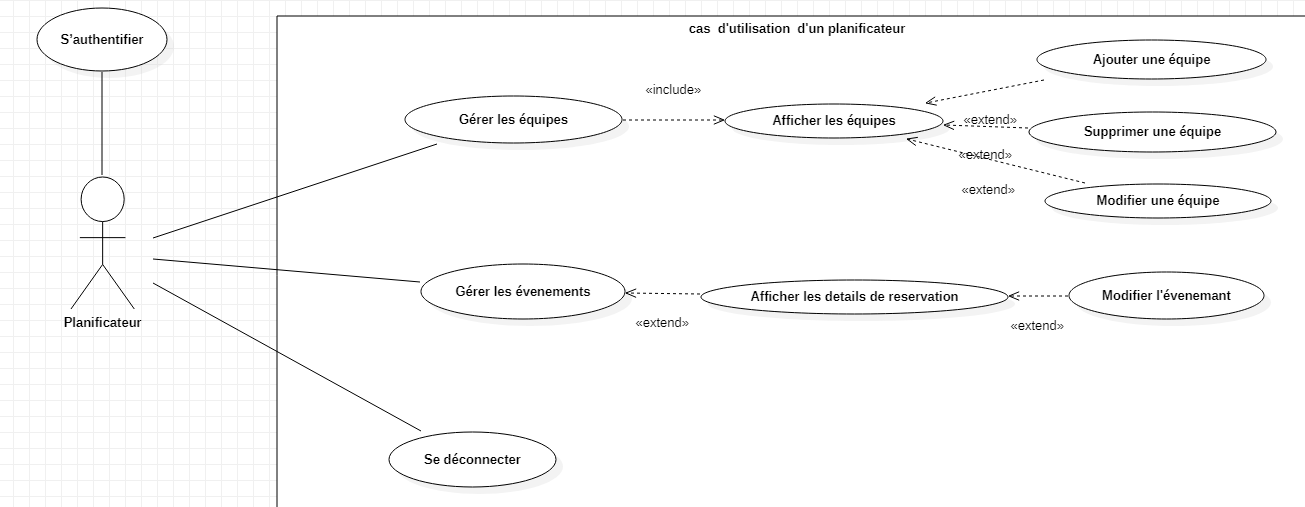 S'authentifier
cas d'utilisation d'un planificateur
Ajouter une équipe
«include»
Gérer les équipes
Afficher les équipes
«extend»
Supprimer une équipe
«extend»
«extend»
Modifier une équipe
Planificateur
Gérer les évenements
Afficher les details de reservation
Modifier l'évenemant
«extend»
«extend»
Se déconnecter